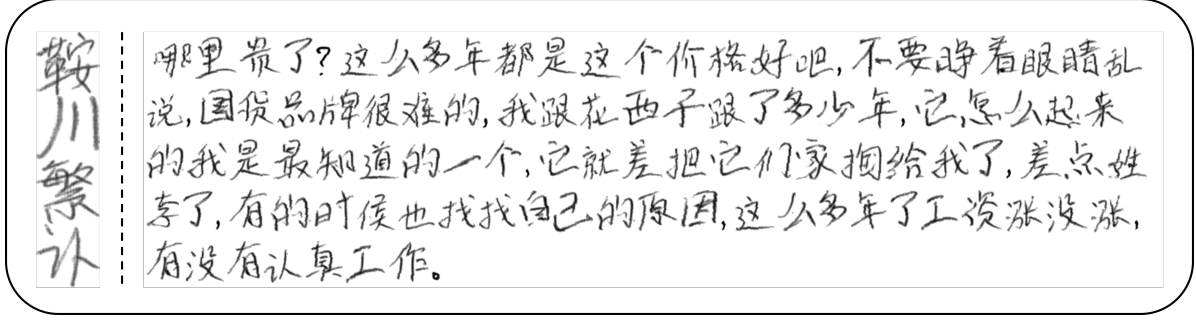 鞍川繁讣
哪里贵了?这么多年都是这个价格好吧,不要睁着眼睛乱
说,国货品牌很难的,我跟花西子跟了多少年,它怎么起来
的我是最知道的一个,它就差把它们家掏给我了,差点姓
李了,有的时候也找找自己的原因,这么多年了工资涨没涨,
有没有认真工作。